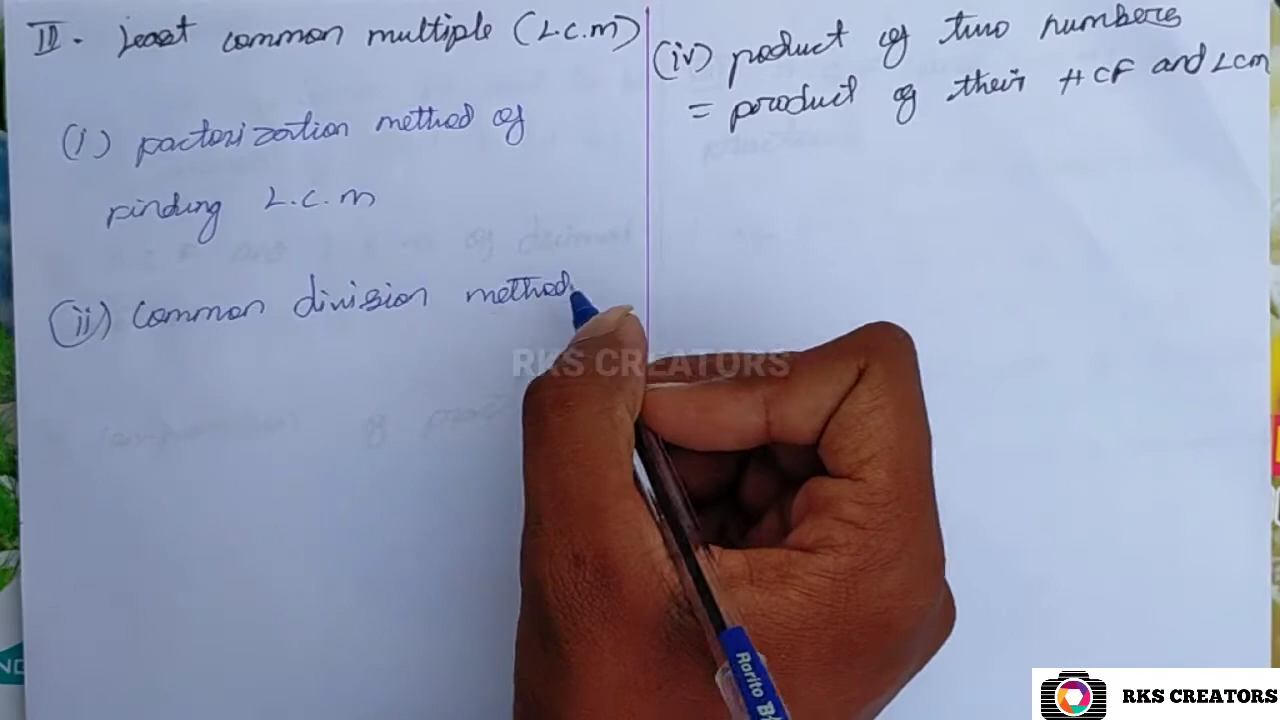 II. Least common multiple (L.C.M)
(i) factorization method of
finding L.C.M
(ii) common division method
(iv) product of two numbers
= product of their HCF and LCM
RKS CREATORS
Rorito
RKS CREATORS